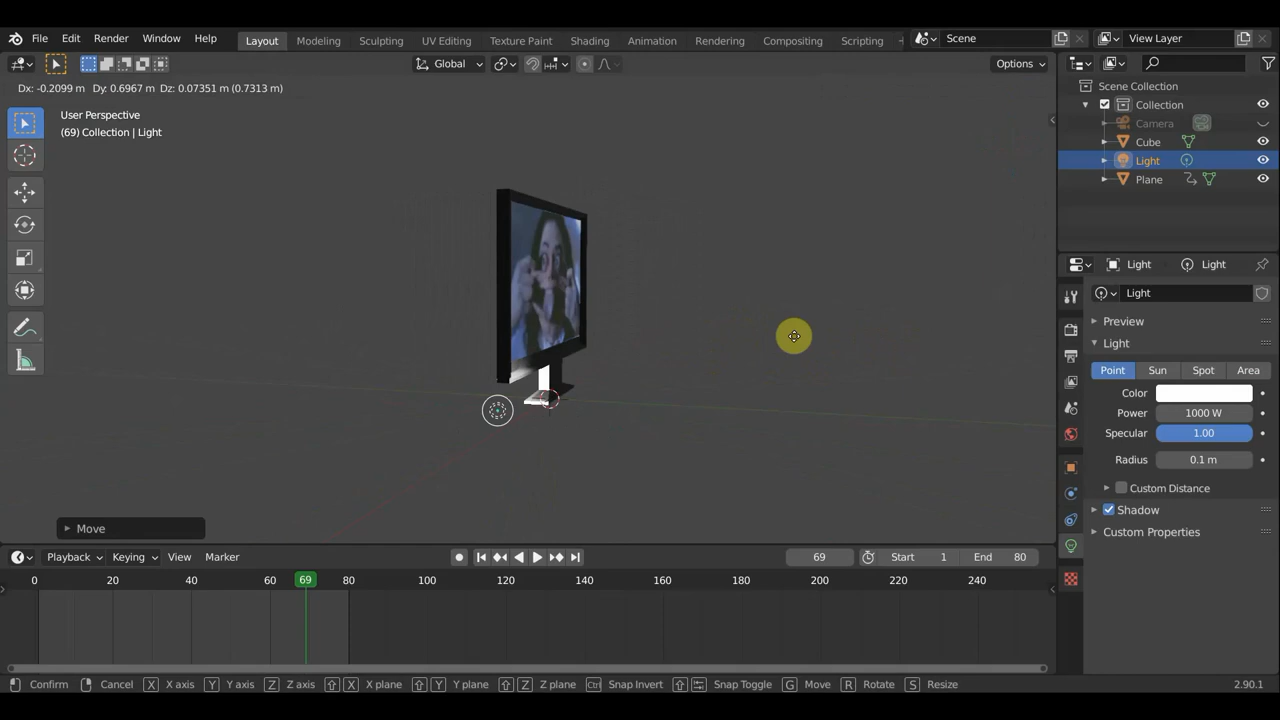 File Edit Render Window Help
Layout Modeling Sculpting UV Editing Texture Paint Shading Animation Rendering Compositing Scripting
Scene
View Layer
Global
Options
Dx: -0.2099 m Dy: 0.6967 m Dz: 0.07351 m (0.7313 m)
User Perspective
(69) Collection | Light
Scene Collection
Collection
Camera
Cube
Light
Plane
Light Light
Light
Preview
Light
Point Sun Spot Area
Color
Power 1000 W
Specular 1.00
Radius 0.1 m
Custom Distance
Shadow
Custom Properties
Move
Playback Keying View Marker
69 Start 1 End 80
0 20 40 60 69 80 100 120 140 160 180 200 220 240
Confirm Cancel X X axis Y Y axis Z Z axis X X plane Y Y plane Z Z plane Ctrl Snap Invert Snap Toggle G Move R Rotate S Resize 2.90.1